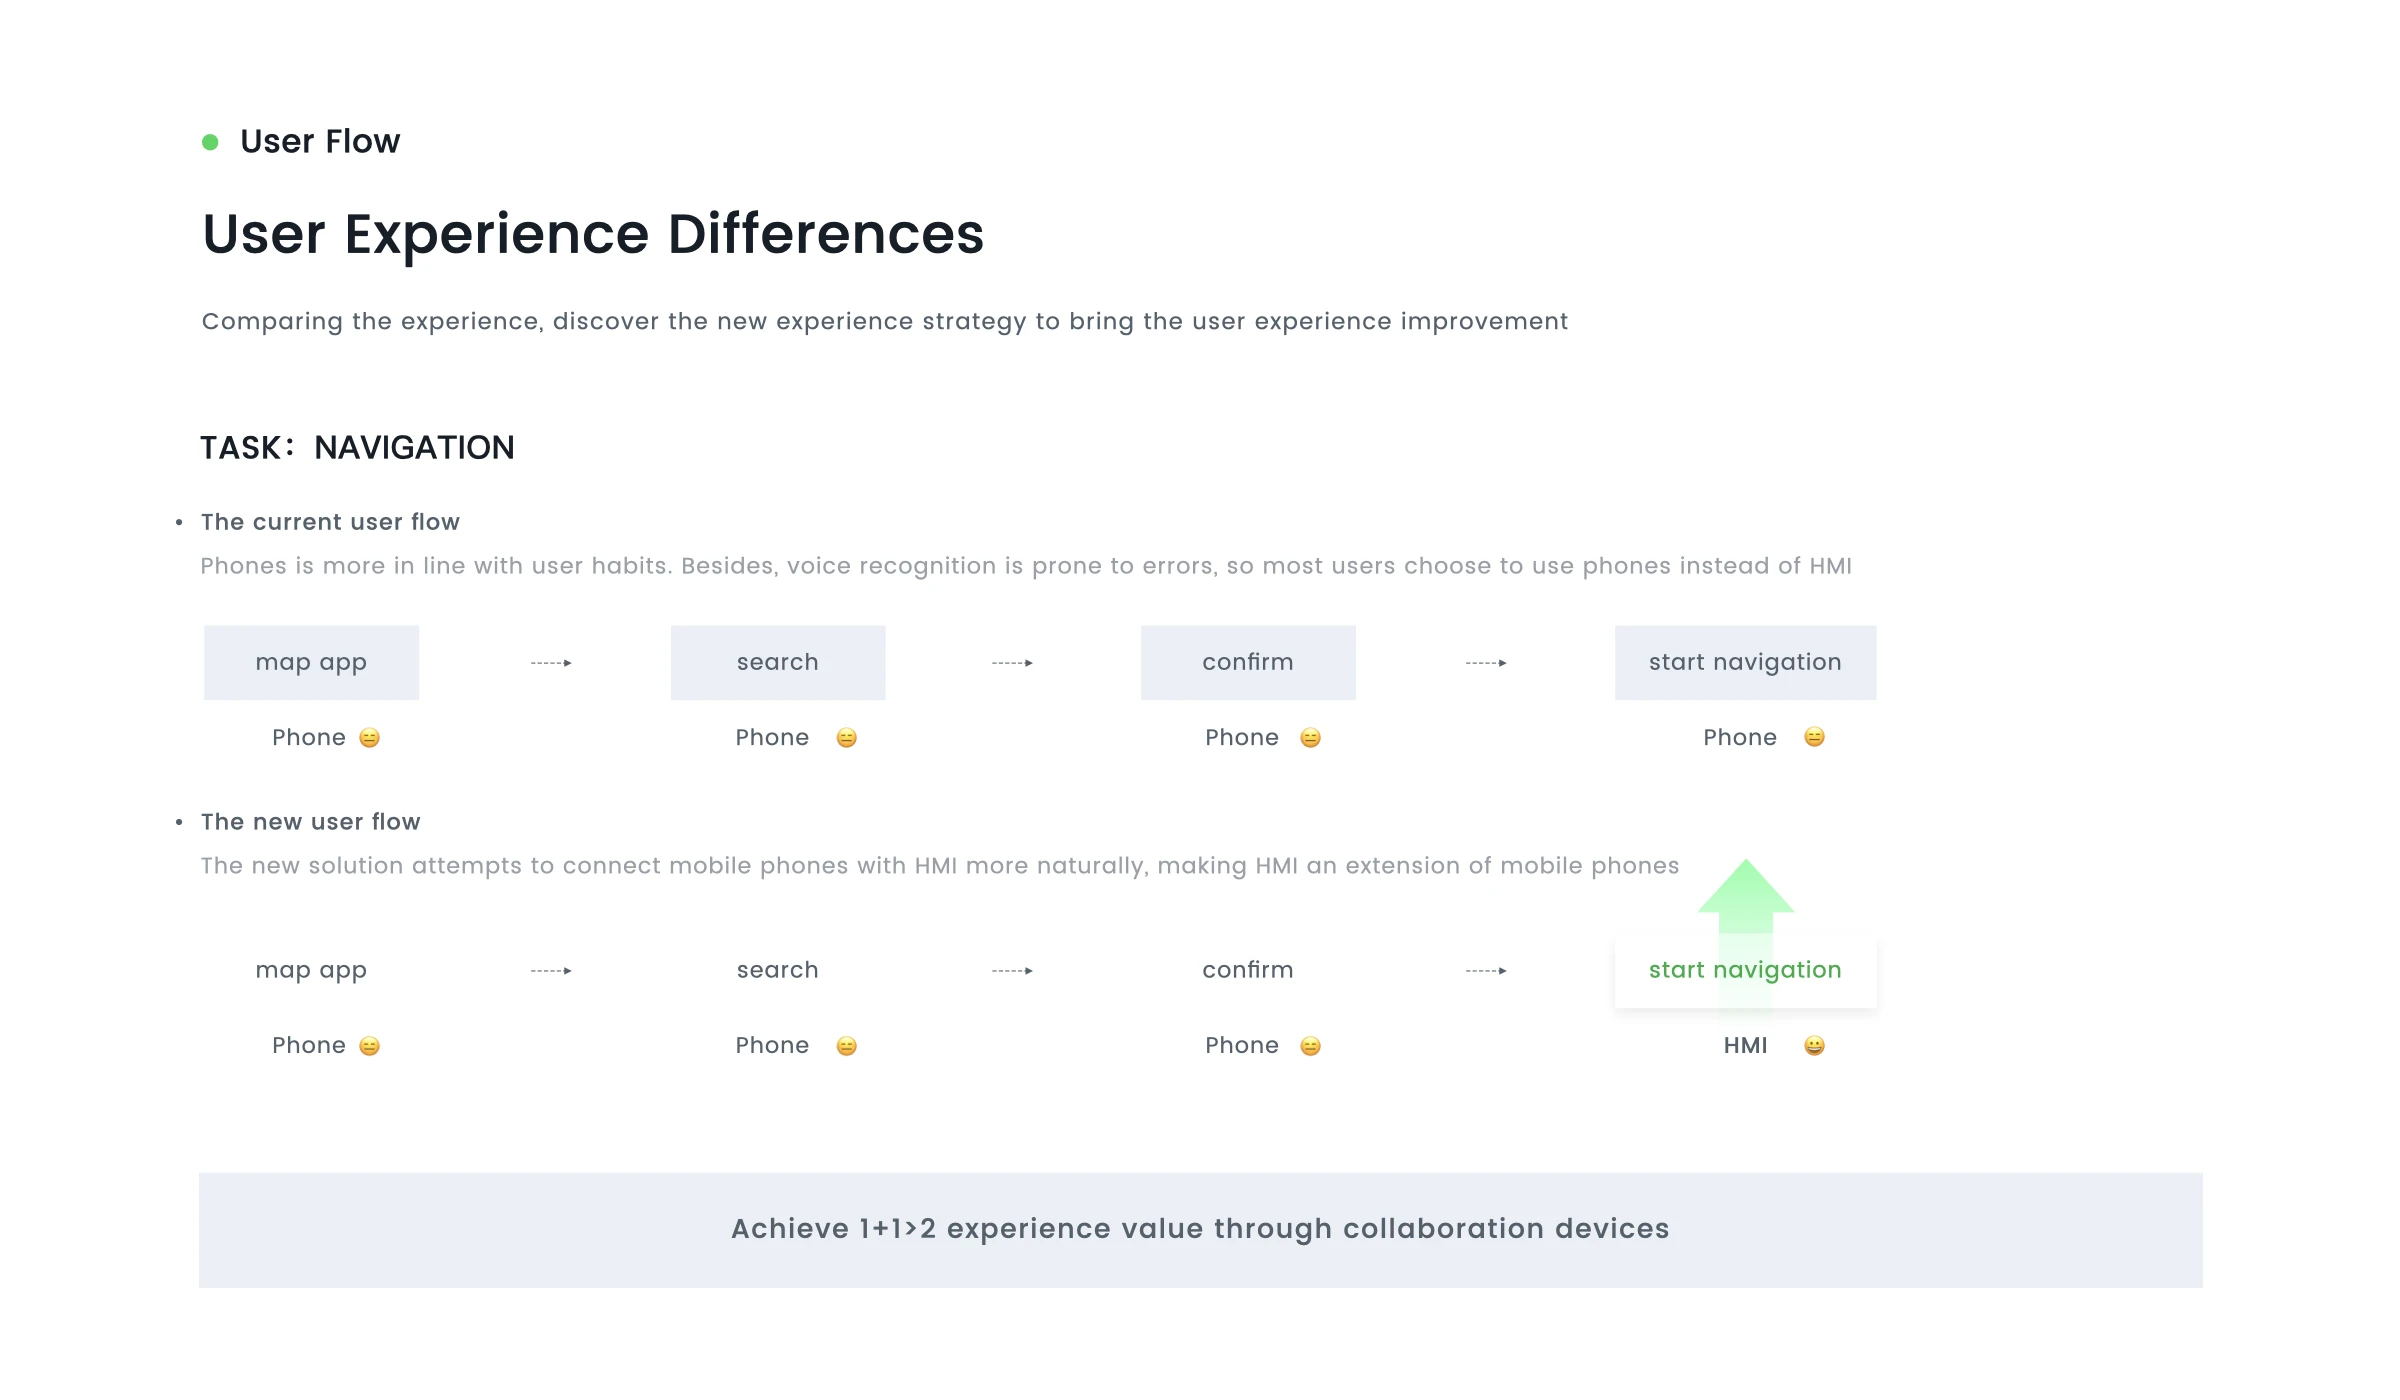 User Flow
User Experience Differences
Comparing the experience, discover the new experience strategy to bring the user experience improvement
TASK：NAVIGATION
• The current user flow
Phones is more in line with user habits. Besides, voice recognition is prone to errors, so most users choose to use phones instead of HMI
map app search confirm start navigation
Phone 😑 Phone 😑 Phone 😑 Phone 😑
• The new user flow
The new solution attempts to connect mobile phones with HMI more naturally, making HMI an extension of mobile phones
map app search confirm start navigation
Phone 😑 Phone 😑 Phone 😑 HMI 😀
Achieve 1+1>2 experience value through collaboration devices